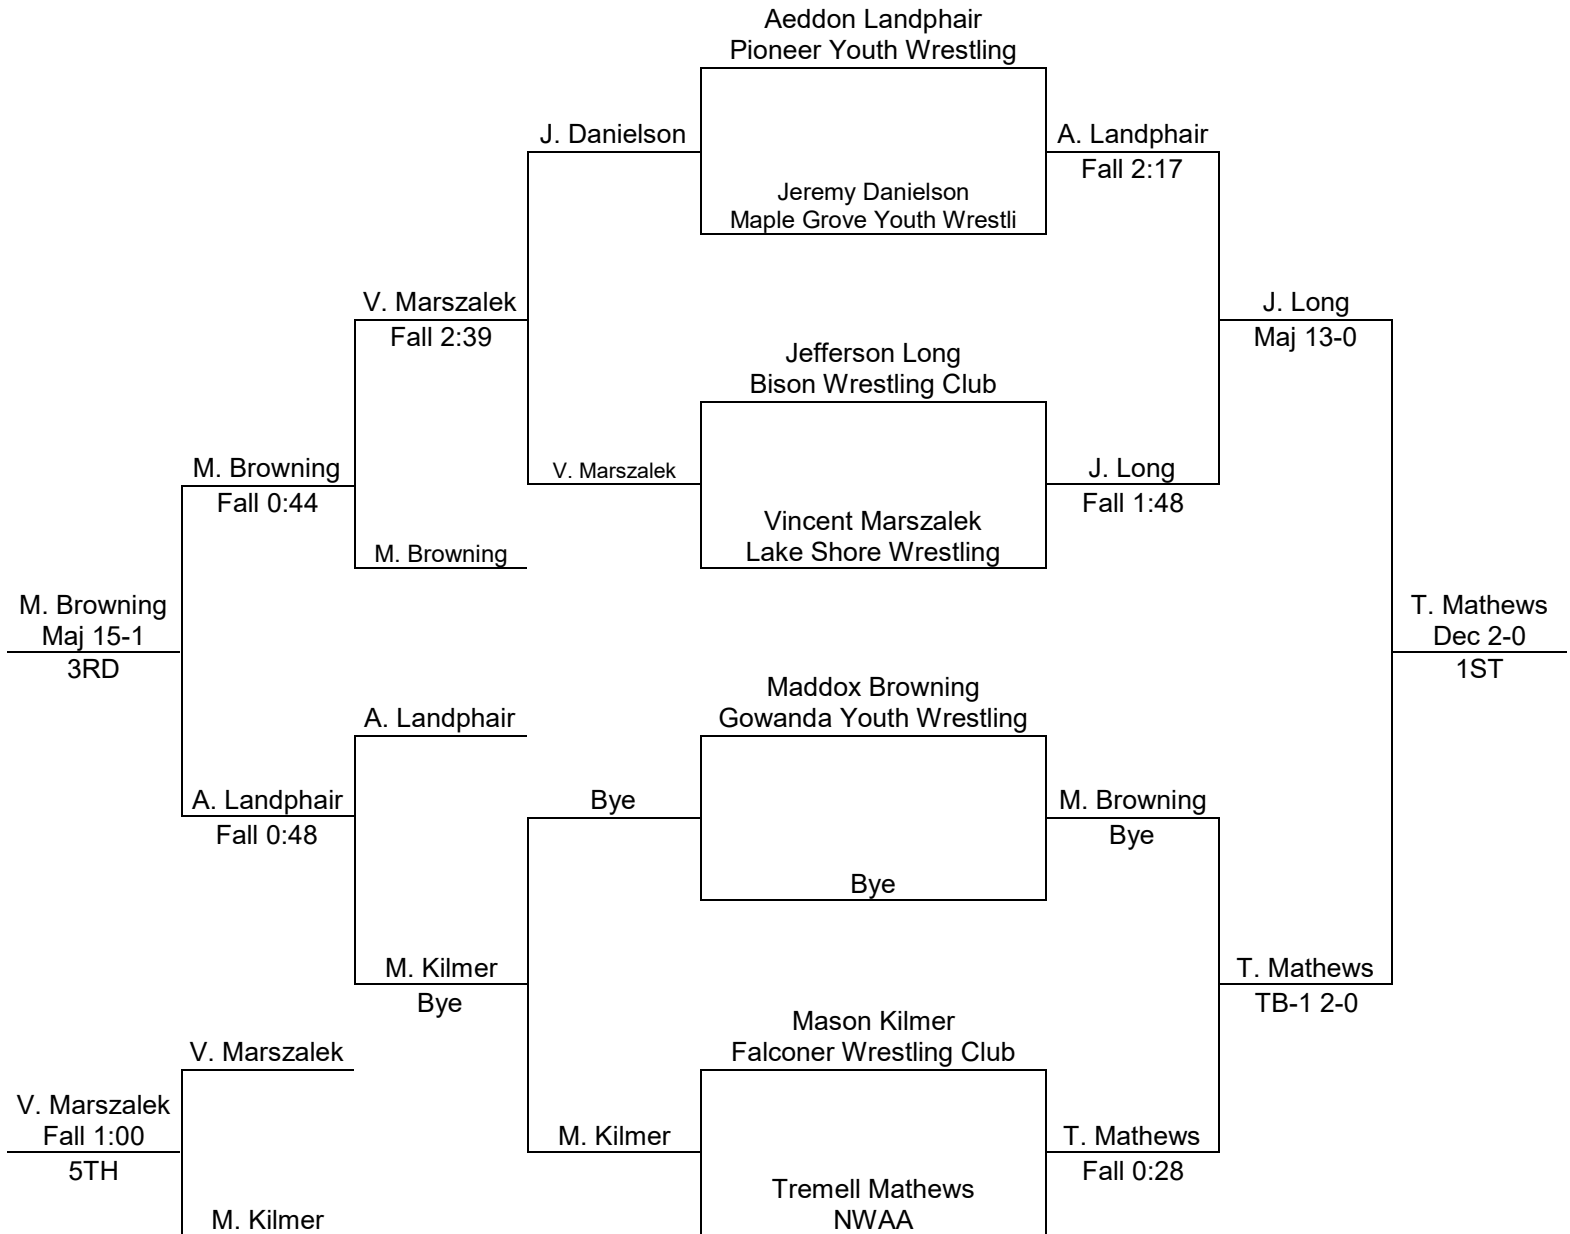 Aeddon Landphair
Pioneer Youth Wrestling
J. Danielson
A. Landphair
Fall 2:17
Jeremy Danielson
Maple Grove Youth Wrestli
V. Marszalek
Fall 2:39
J. Long
Maj 13-0
Jefferson Long
Bison Wrestling Club
M. Browning
Fall 0:44
V. Marszalek
J. Long
Fall 1:48
Vincent Marszalek
Lake Shore Wrestling
M. Browning
M. Browning
Maj 15-1
3RD
T. Mathews
Dec 2-0
1ST
Maddox Browning
Gowanda Youth Wrestling
A. Landphair
A. Landphair
Fall 0:48
Bye
M. Browning
Bye
Bye
M. Kilmer
Bye
T. Mathews
TB-1 2-0
Mason Kilmer
Falconer Wrestling Club
V. Marszalek
V. Marszalek
Fall 1:00
5TH
M. Kilmer
T. Mathews
Fall 0:28
Tremell Mathews
NWAA
M. Kilmer